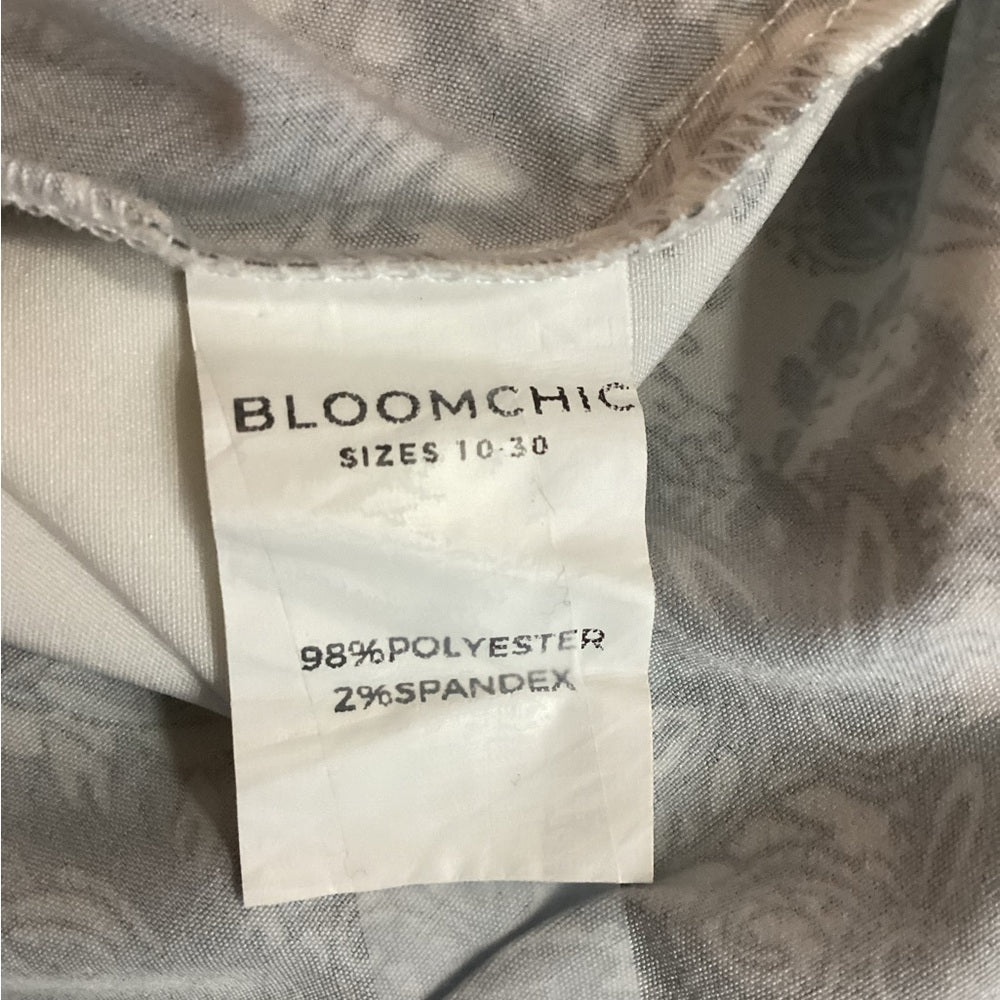 BLOOMCHIC
SIZES 10-30
98%POLYESTER
2%SPANDEX